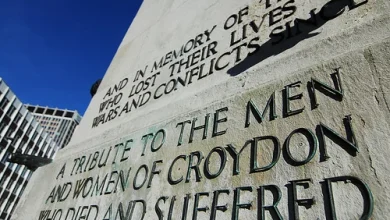 AND IN MEMORY OF
WHO LOST THEIR LIVES
WARS AND CONFLICTS SINCE
A TRIBUTE TO THE MEN
AND WOMEN OF CROYDON
WHO DIED AND SUFFERED